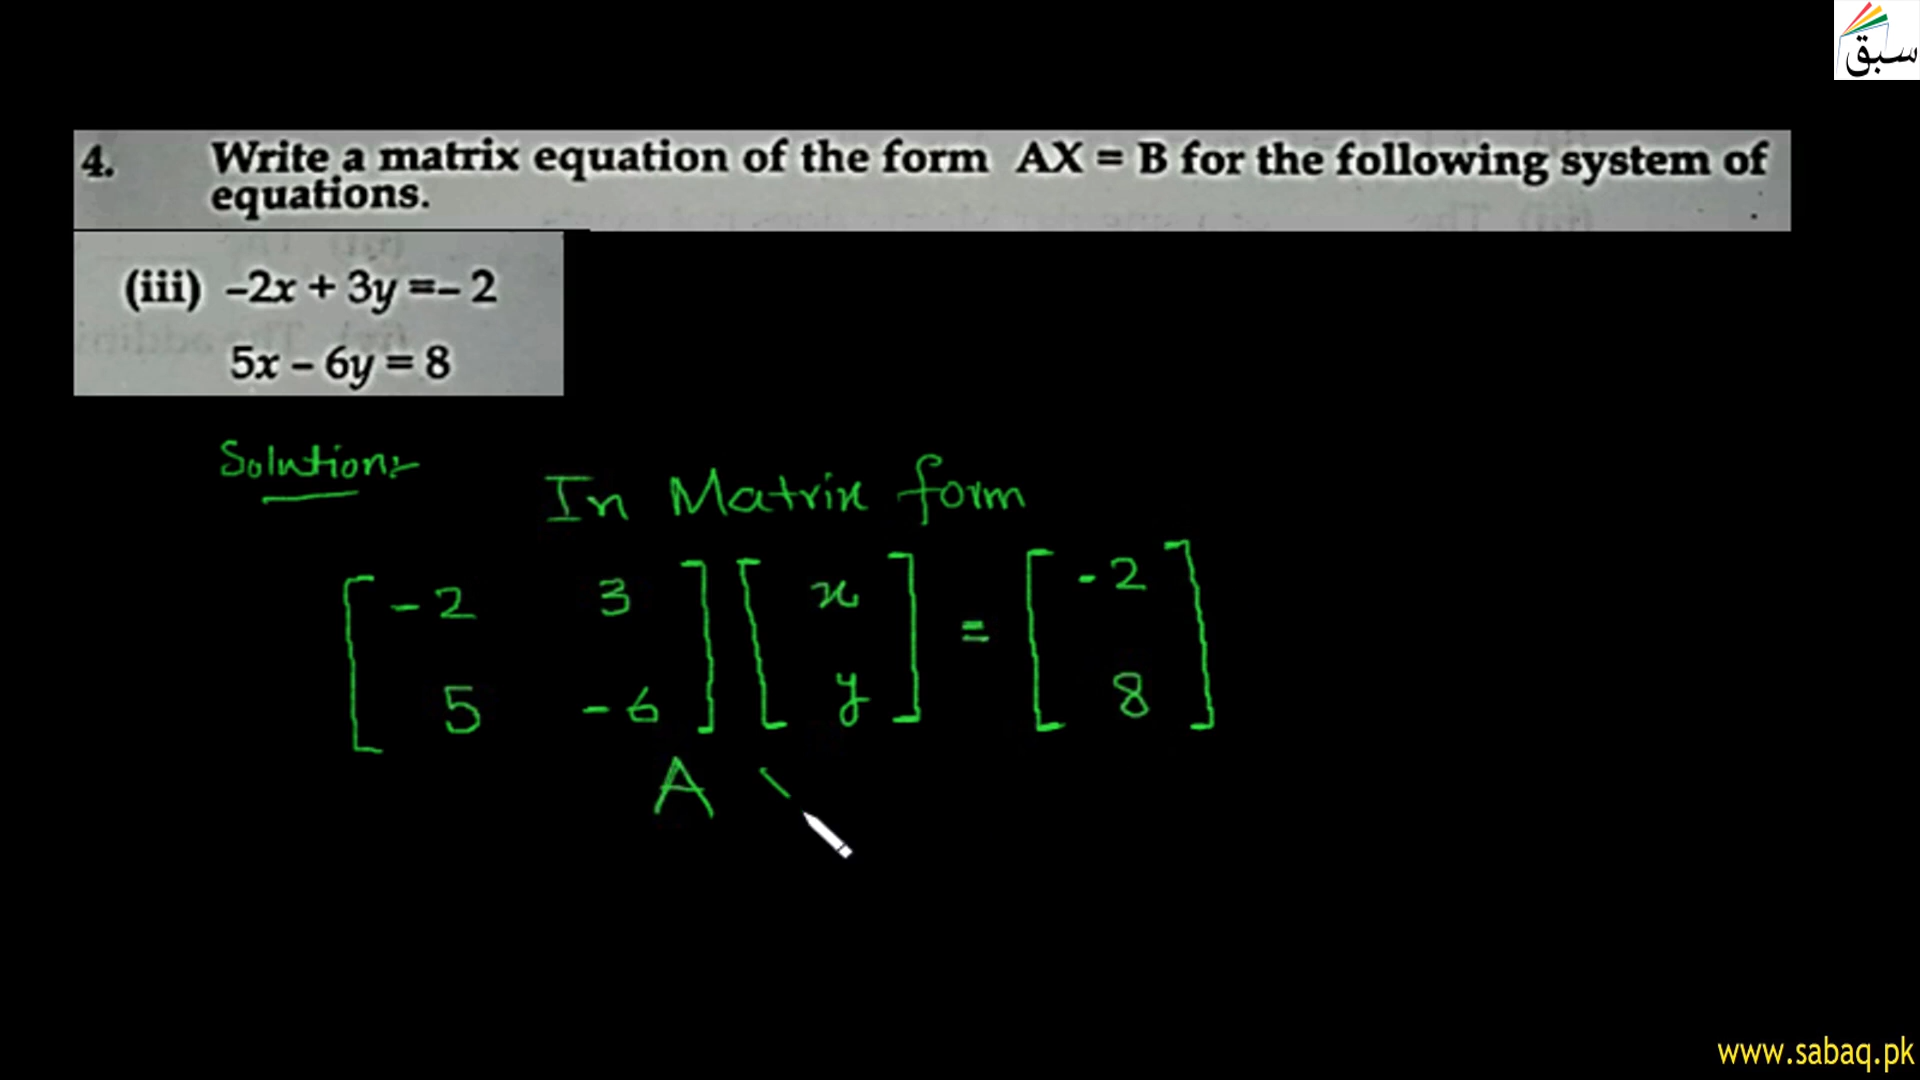 سبق
4. Write a matrix equation of the form AX = B for the following system of
equations.
(iii) –2x + 3y =– 2
5x – 6y = 8
Solution:-
In Matrix form
[ -2 3 ] [ x ] = [ -2 ]
[ 5 -6 ] [ y ] [ 8 ]
A
www.sabaq.pk